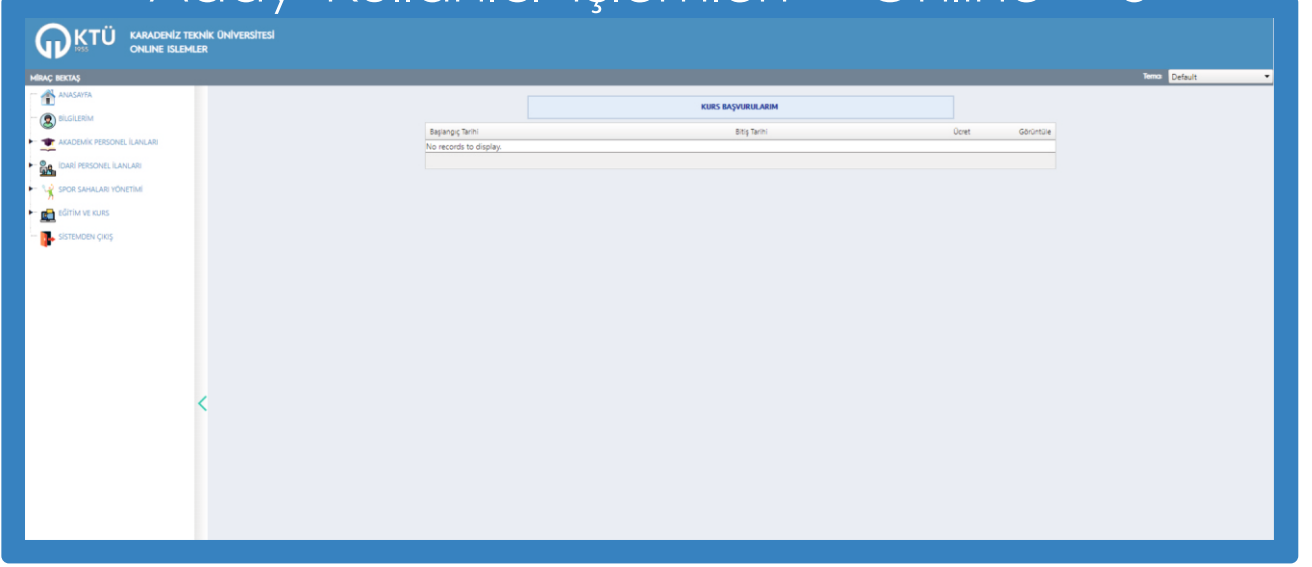 KTÜ
1955
KARADENİZ TEKNİK ÜNİVERSİTESİ
ONLINE ISLEMLER
MİRAÇ BEKTAŞ
Tema: Default
ANASAYFA
BİLGİLERİM
AKADEMİK PERSONEL İLANLARI
İDARİ PERSONEL İLANLARI
SPOR SAHALARI YÖNETİMİ
EĞİTİM VE KURS
SİSTEMDEN ÇIKIŞ
KURS BAŞVURULARIM
Başlangıç Tarihi Bitiş Tarihi Ücret Görüntüle
No records to display.